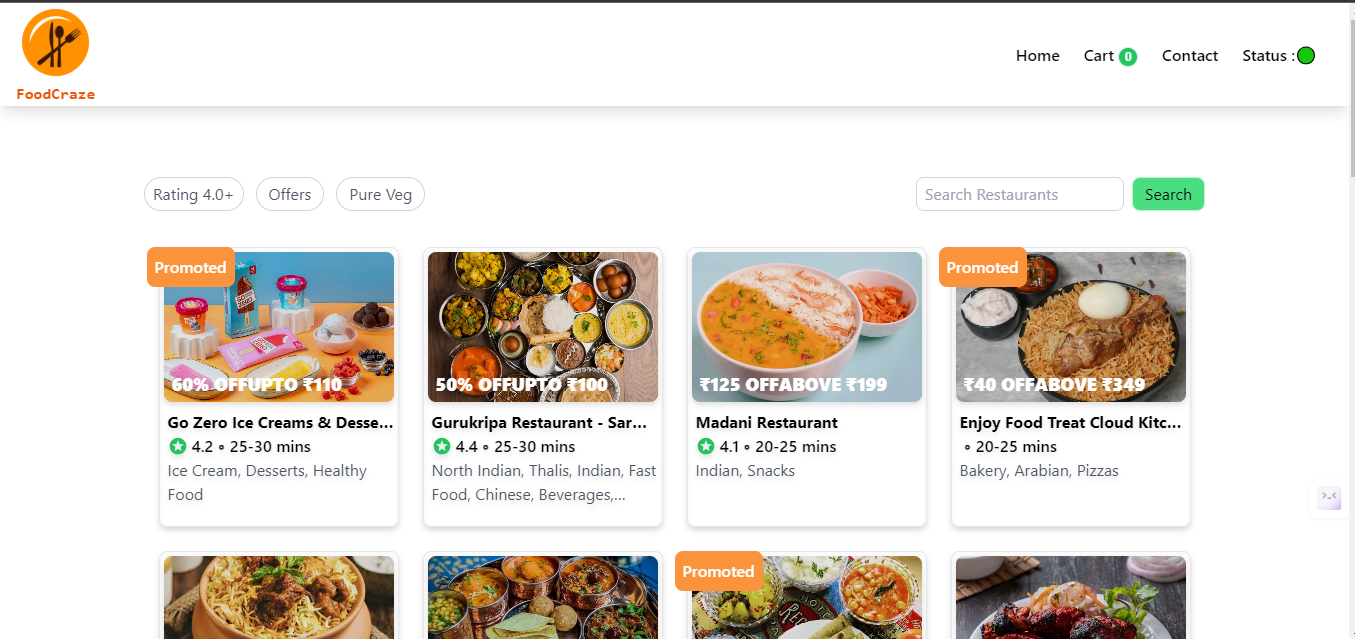 FoodCraze
Home
Cart 0
Contact
Status :
Rating 4.0+
Offers
Pure Veg
Search Restaurants
Search
Promoted
60% OFFUPTO ₹110
Go Zero Ice Creams & Desse...
4.2 ∘ 25-30 mins
Ice Cream, Desserts, Healthy
Food
50% OFFUPTO ₹100
Gurukripa Restaurant - Sar...
4.4 ∘ 25-30 mins
North Indian, Thalis, Indian, Fast
Food, Chinese, Beverages,...
₹125 OFFABOVE ₹199
Madani Restaurant
4.1 ∘ 20-25 mins
Indian, Snacks
Promoted
₹40 OFFABOVE ₹349
Enjoy Food Treat Cloud Kitc...
∘ 20-25 mins
Bakery, Arabian, Pizzas
Promoted